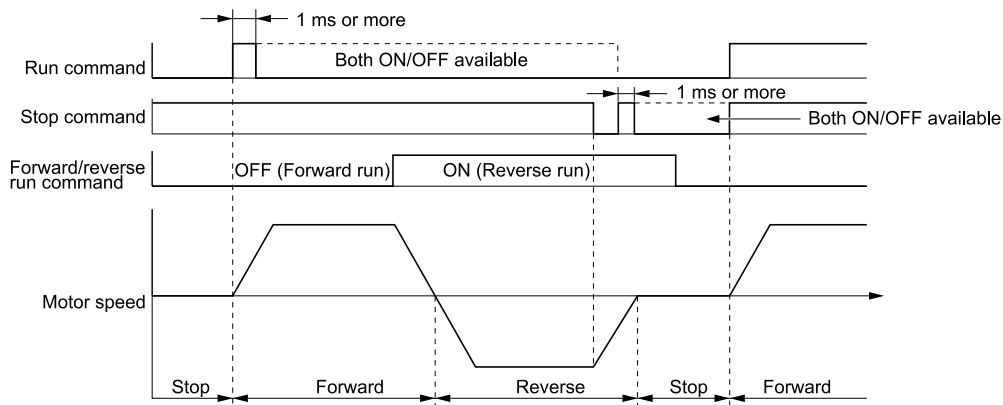 1 ms or more
Run command
Both ON/OFF available
1 ms or more
Stop command
Both ON/OFF available
Forward/reverse
run command
OFF (Forward run)
ON (Reverse run)
Motor speed
Stop
Forward
Reverse
Stop
Forward